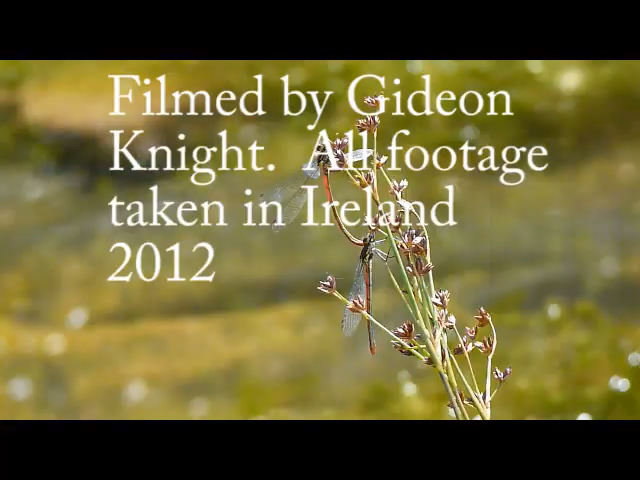 Filmed by Gideon
Knight.  All footage
taken in Ireland
2012